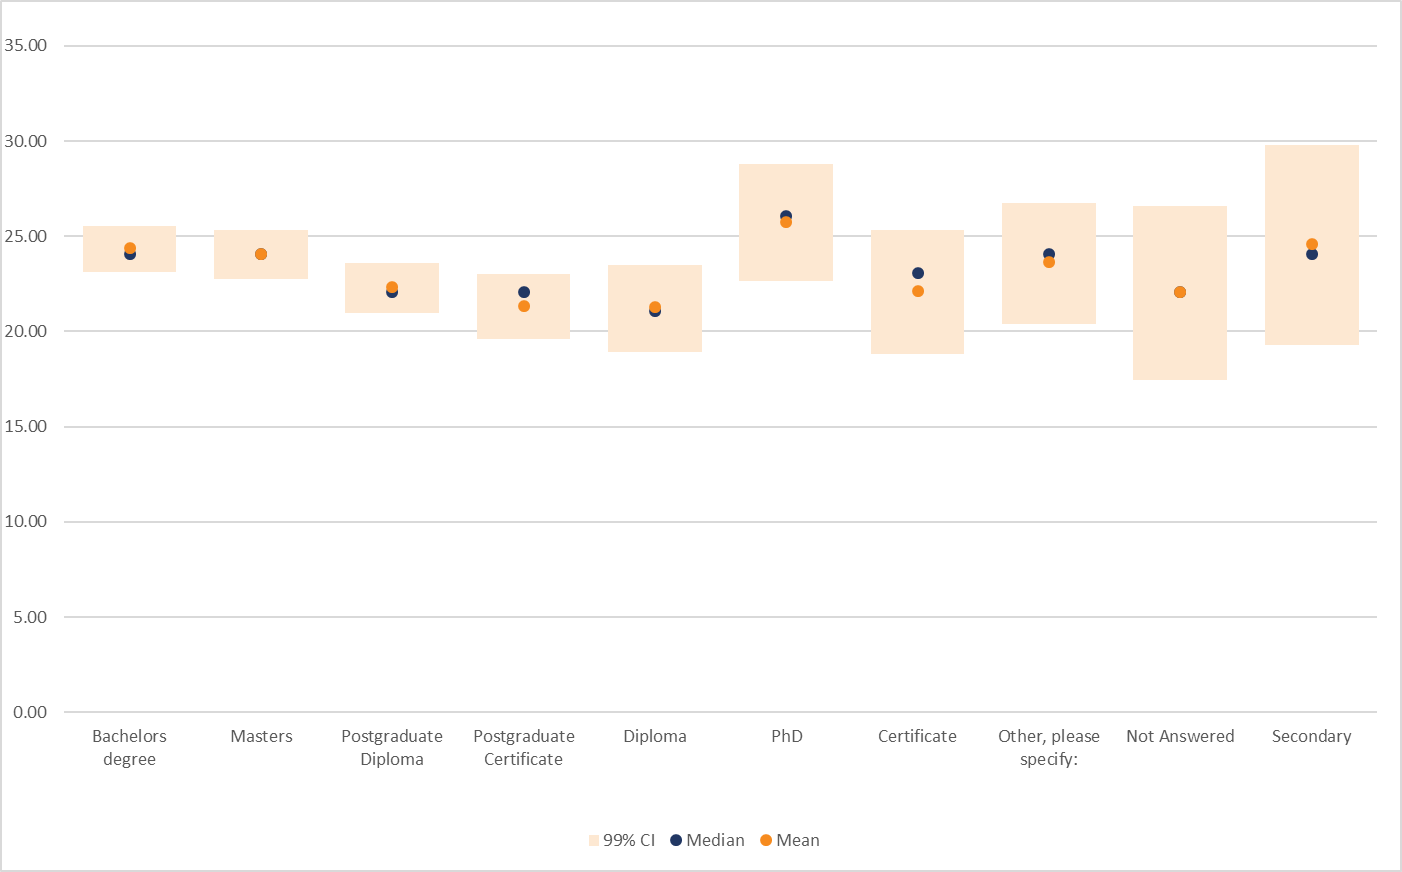 35.00
30.00
25.00
20.00
15.00
10.00
5.00
0.00
Bachelors degree
Masters
Postgraduate Diploma
Postgraduate Certificate
Diploma
PhD
Certificate
Other, please specify:
Not Answered
Secondary
99% CI
Median
Mean